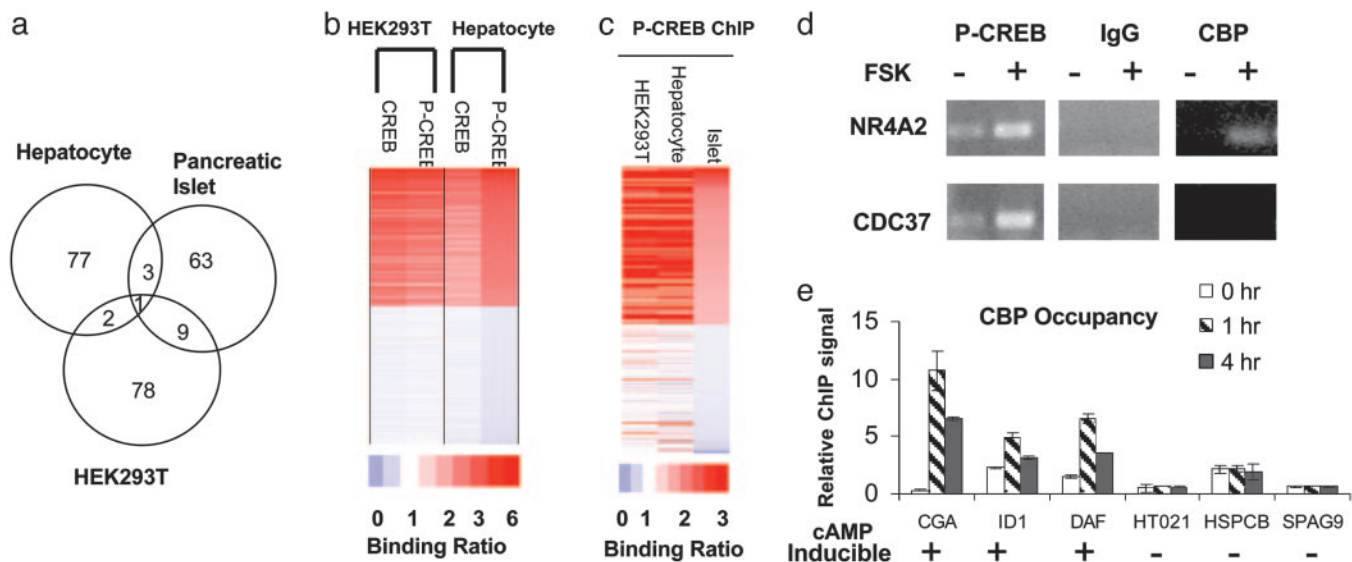 a
Hepatocyte
Pancreatic
Islet
77
3
63
1
2
9
78
HEK293T
b
HEK293T
Hepatocyte
CREB
P-CREB
CREB
P-CREB
0 1 2 3 6
Binding Ratio
c
P-CREB ChIP
HEK293T
Hepatocyte
Islet
0 1 2 3
Binding Ratio
d
P-CREB IgG CBP
FSK - + - + - +
NR4A2
CDC37
e
CBP Occupancy
0 hr
1 hr
4 hr
Relative ChIP signal
15
10
5
0
CGA ID1 DAF HT021 HSPCB SPAG9
cAMP
Inducible + + + - - -